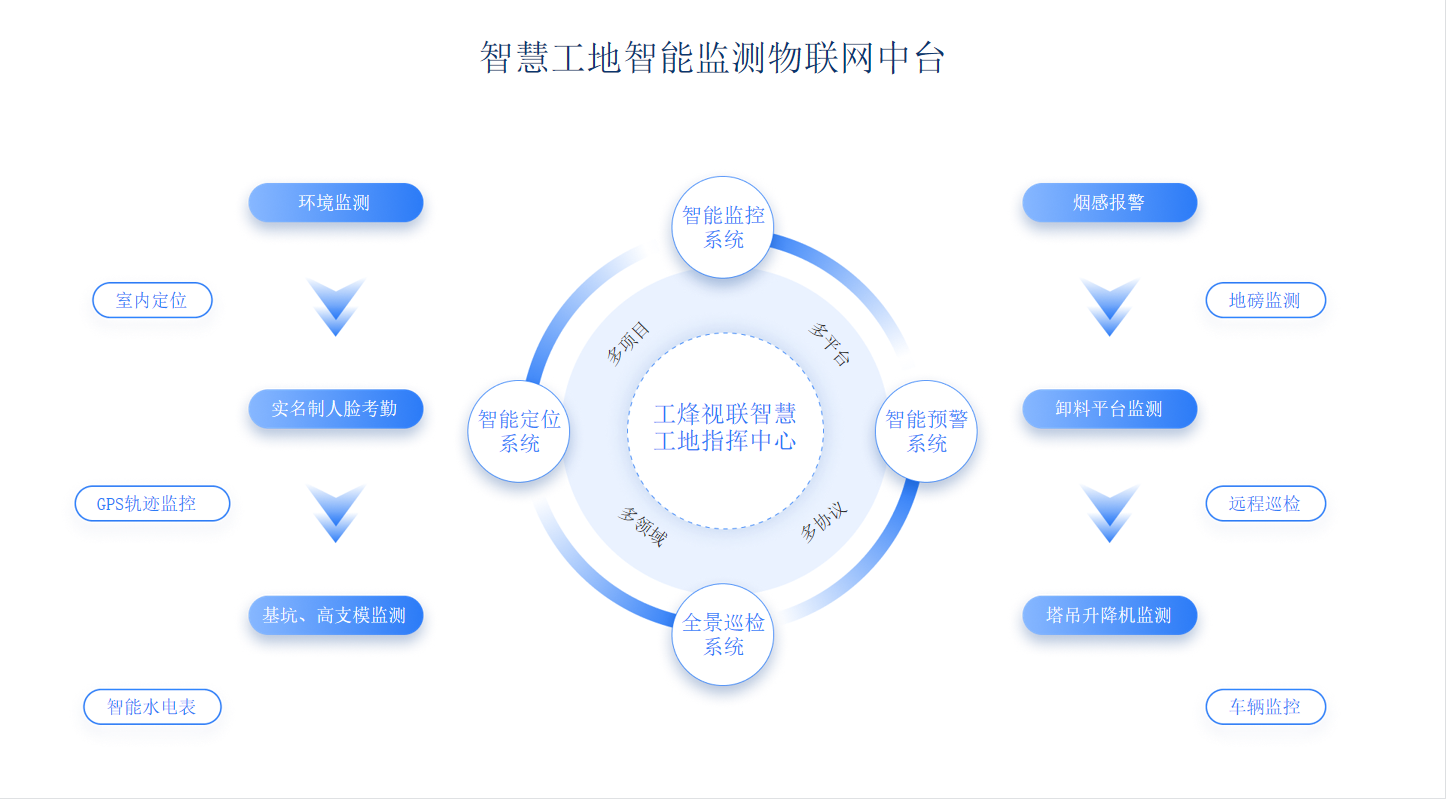 智慧工地智能监测物联网中台
环境监测
室内定位
实名制人脸考勤
GPS轨迹监控
基坑、高支模监测
智能水电表
智能监控
系统
多项目
多平台
智能定位
系统
工烽视联智慧
工地指挥中心
智能预警
系统
多领域
多协议
全景巡检
系统
烟感报警
地磅监测
卸料平台监测
远程巡检
塔吊升降机监测
车辆监控